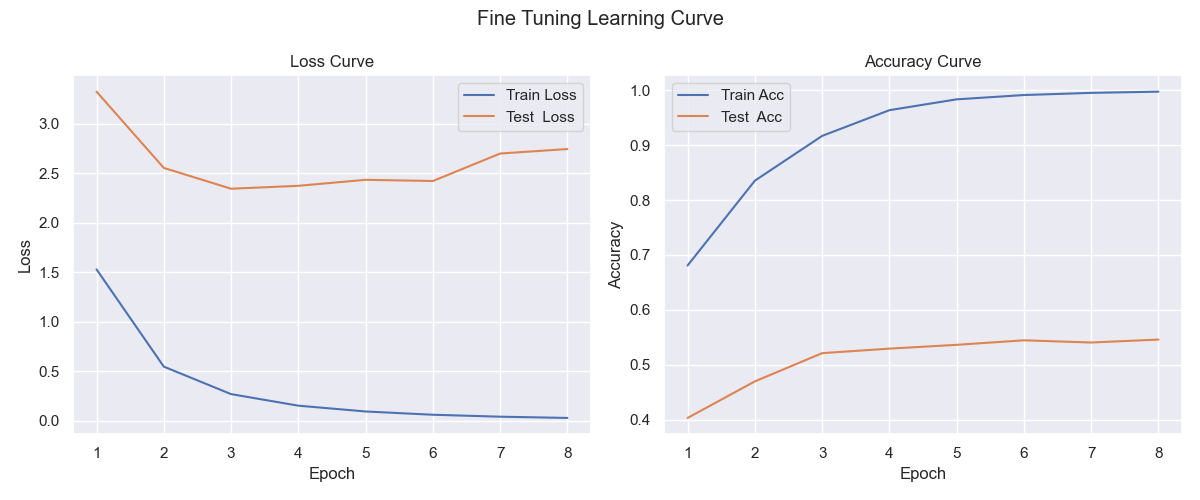 Fine Tuning Learning Curve
Loss Curve
Train Loss
Test  Loss
3.0
2.5
2.0
1.5
1.0
0.5
0.0
Loss
1 2 3 4 5 6 7 8
Epoch
Accuracy Curve
Train Acc
Test  Acc
1.0
0.9
0.8
0.7
0.6
0.5
0.4
Accuracy
1 2 3 4 5 6 7 8
Epoch